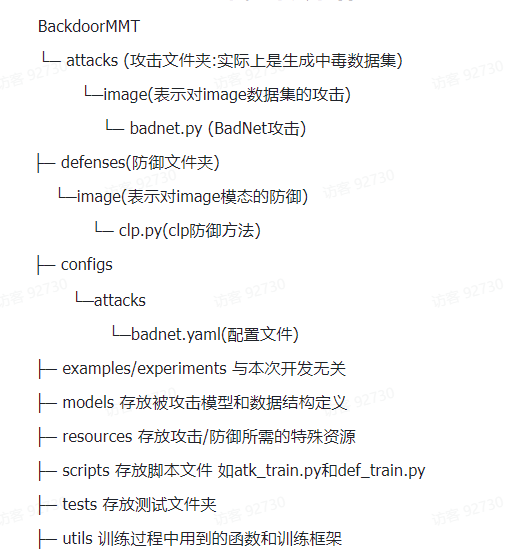 BackdoorMMT
└─ attacks (攻击文件夹:实际上是生成中毒数据集)
└─image(表示对image数据集的攻击)
└─ badnet.py (BadNet攻击)
├─ defenses(防御文件夹)
└─image(表示对image模态的防御)
└─ clp.py(clp防御方法)
├─ configs
└─attacks
└─badnet.yaml(配置文件)
├─ examples/experiments 与本次开发无关
├─ models 存放被攻击模型和数据结构定义
├─ resources 存放攻击/防御所需的特殊资源
├─ scripts 存放脚本文件 如atk_train.py和def_train.py
├─ tests 存放测试文件夹
├─ utils 训练过程中用到的函数和训练框架
访客 92730
访客 92730
访客 92730
访客 92730
访客 92730
访客 92730
访客 92730
访客 92730
访客 92730
访客 92730